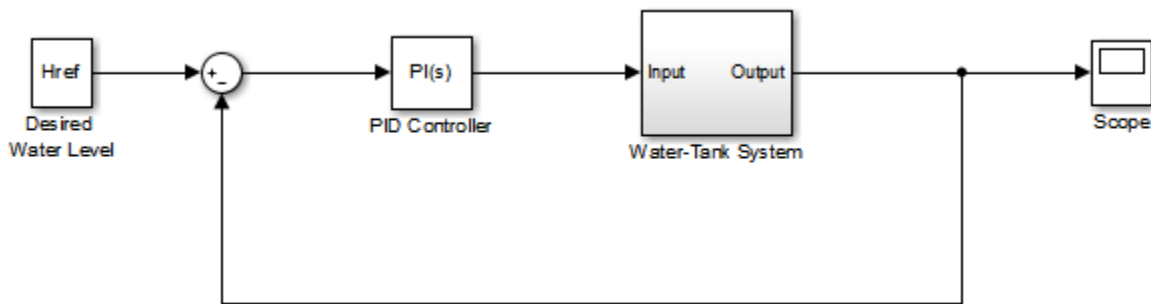 Href
Desired
Water Level
+
-
PI(s)
PID Controller
Input
Output
Water-Tank System
Scope